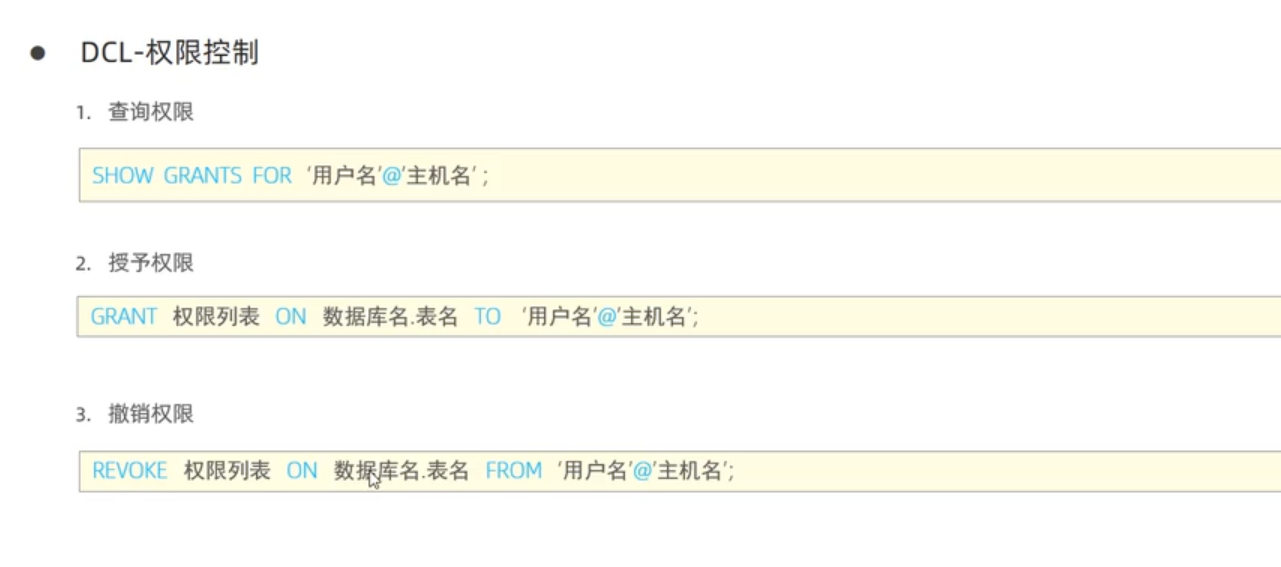 ● DCL-权限控制
1. 查询权限
SHOW GRANTS FOR '用户名'@'主机名' ;
2. 授予权限
GRANT 权限列表 ON 数据库名.表名 TO '用户名'@'主机名';
3. 撤销权限
REVOKE 权限列表 ON 数据库名.表名 FROM '用户名'@'主机名';